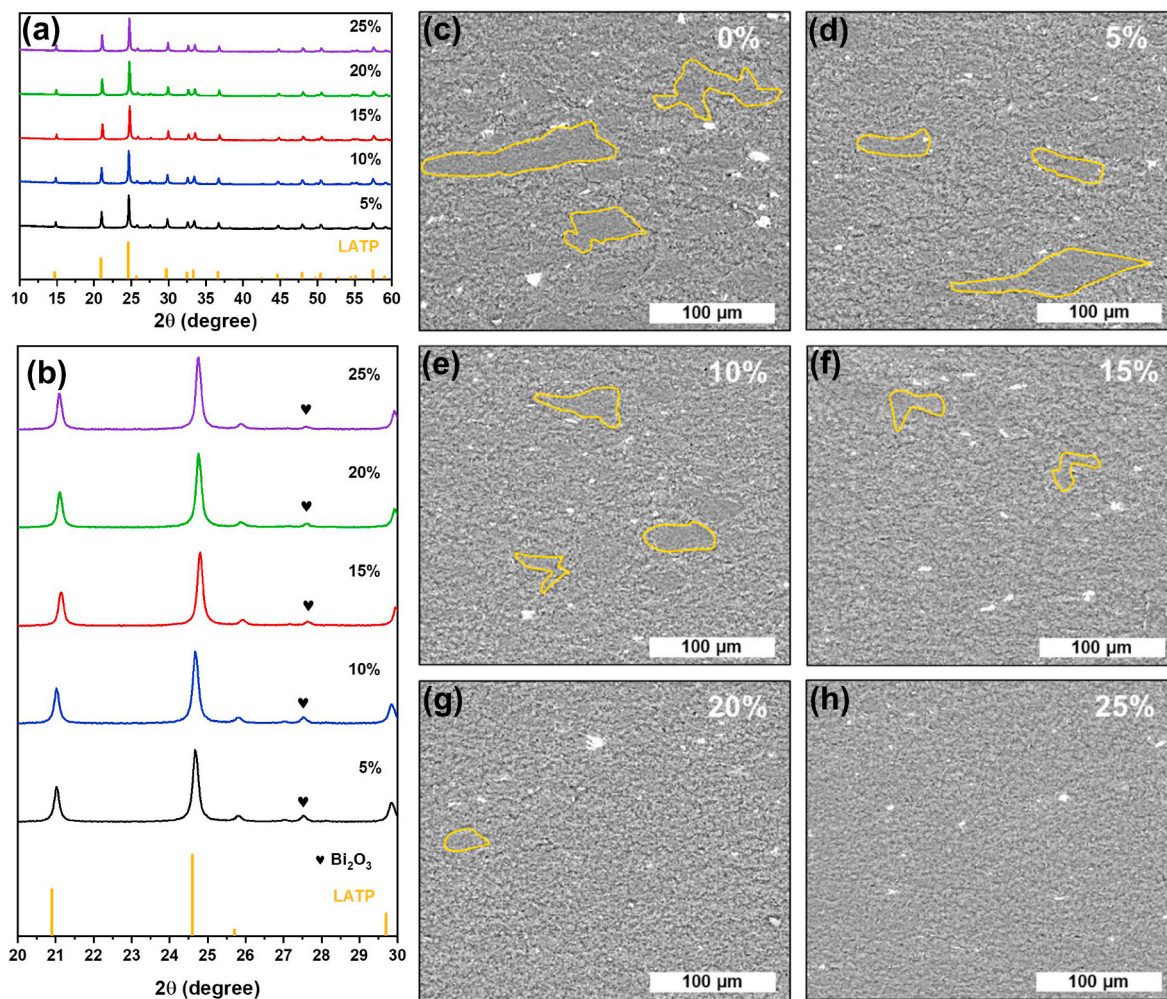 (a)
25%
20%
15%
10%
5%
LATP
10 15 20 25 30 35 40 45 50 55 60
2θ (degree)
(b)
25%
♥
20%
♥
15%
♥
10%
♥
5%
♥
♥ Bi₂O₃
LATP
20 21 22 23 24 25 26 27 28 29 30
2θ (degree)
(c) 0%
100 µm
(d) 5%
100 µm
(e) 10%
100 µm
(f) 15%
100 µm
(g) 20%
100 µm
(h) 25%
100 µm